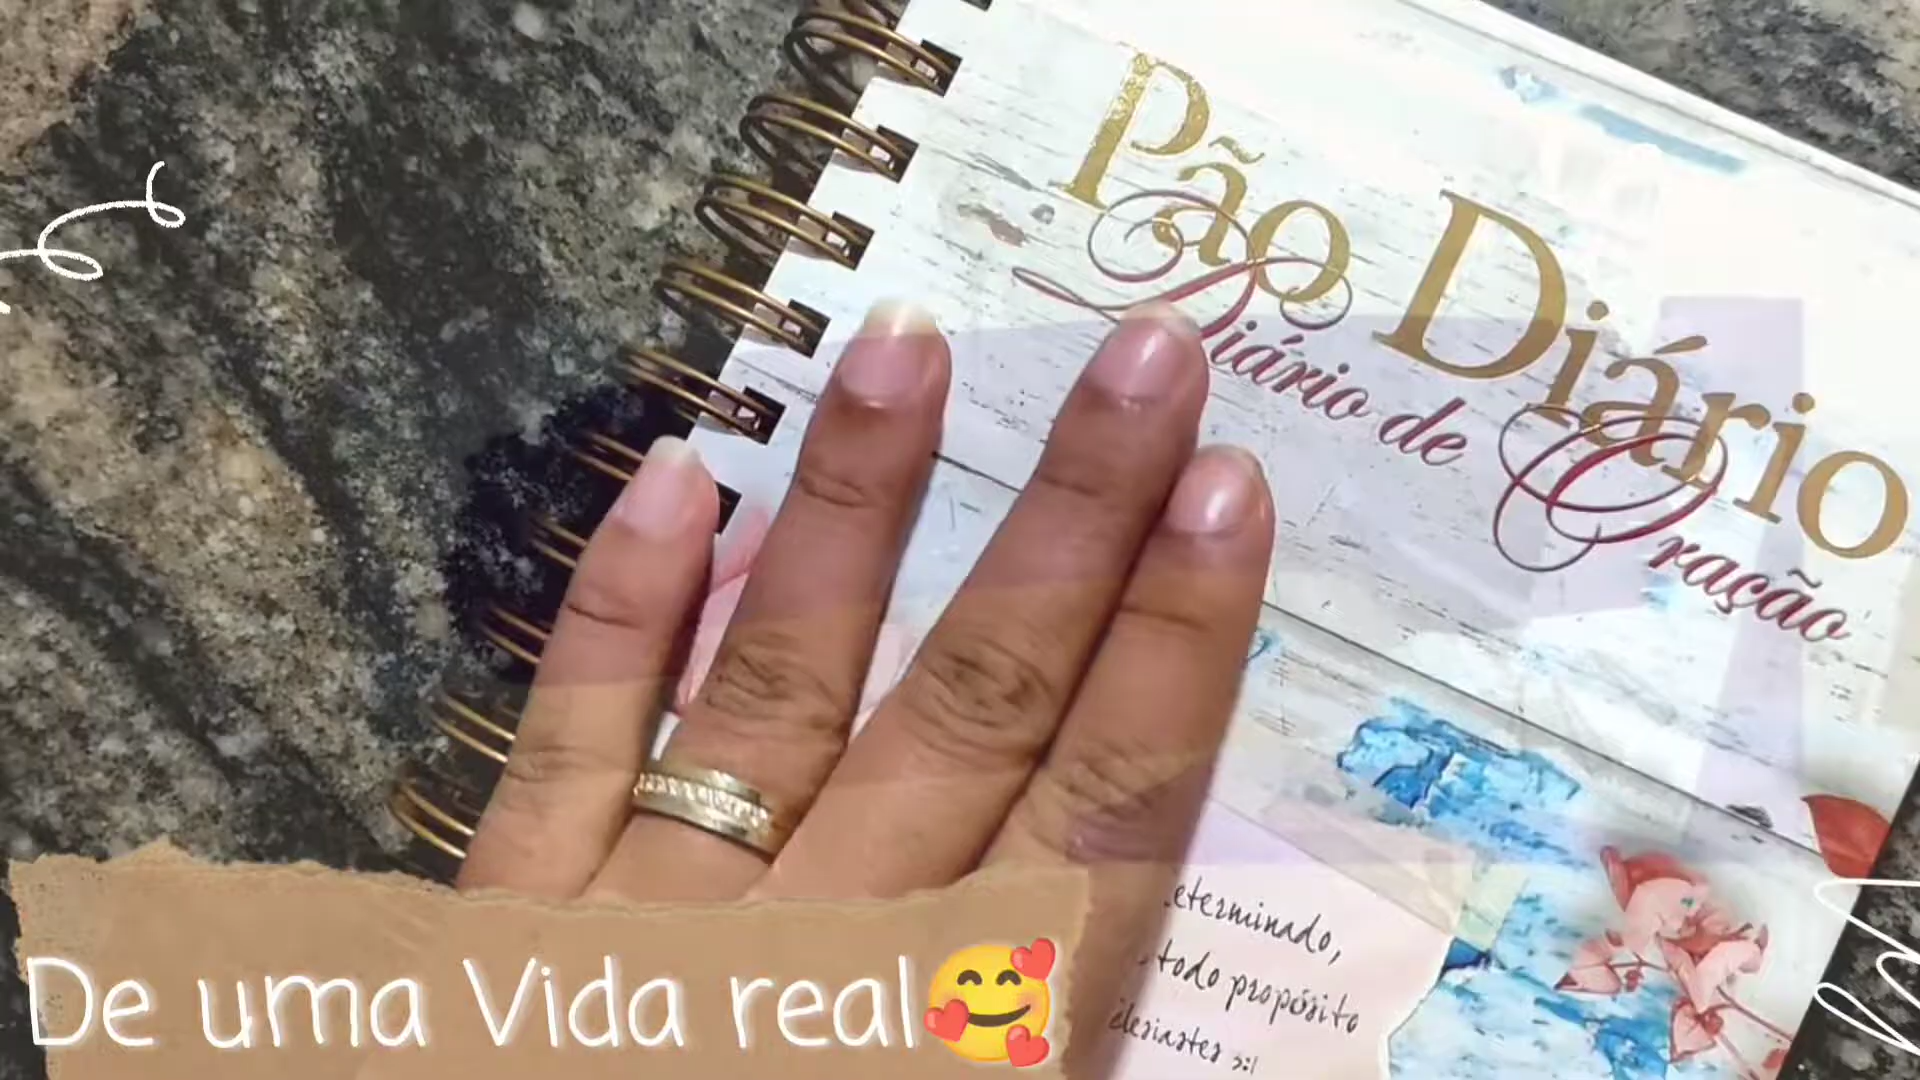 Pão Diário
Diário de Oração
eterminado,
todo propósito
clesiastes 3:1
De uma Vida real🥰